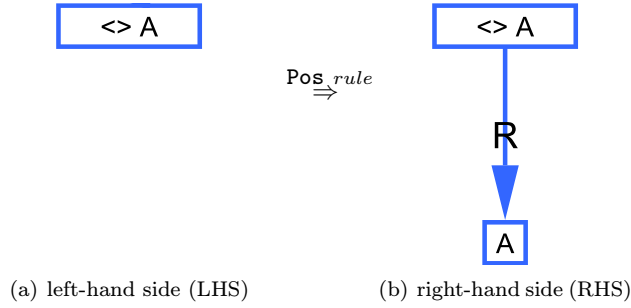 <> A
<> A
Pos rule
⇒
R
A
(a) left-hand side (LHS)
(b) right-hand side (RHS)